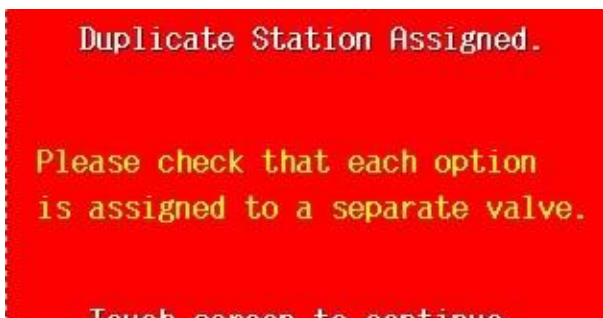 Duplicate Station Assigned.
Please check that each option
is assigned to a separate valve.
Touch screen to continue